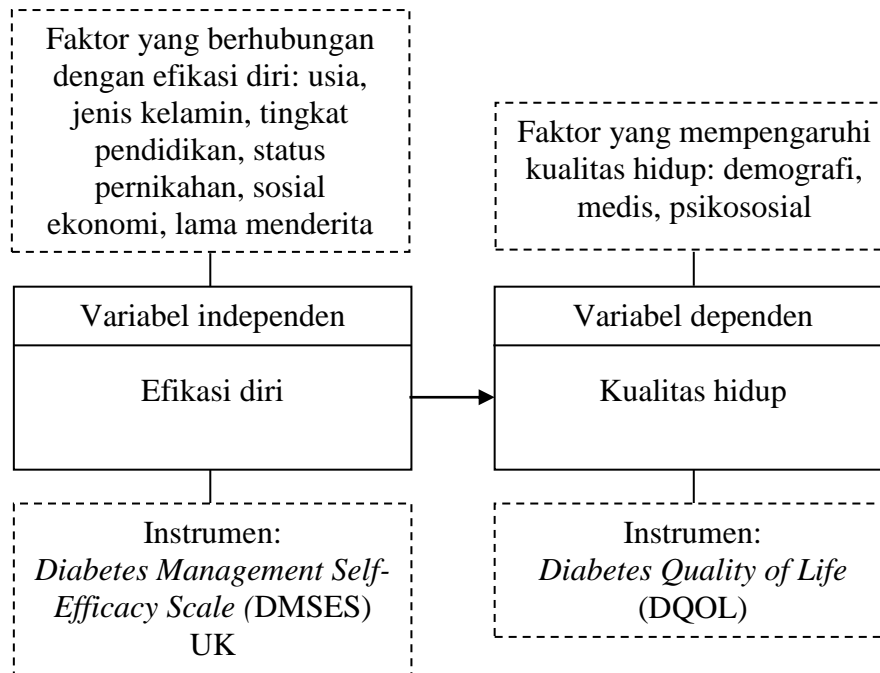 Faktor yang berhubungan
dengan efikasi diri: usia,
jenis kelamin, tingkat
pendidikan, status
pernikahan, sosial
ekonomi, lama menderita
Faktor yang mempengaruhi
kualitas hidup: demografi,
medis, psikososial
Variabel independen
Efikasi diri
Variabel dependen
Kualitas hidup
Instrumen:
Diabetes Management Self-
Efficacy Scale (DMSES)
UK
Instrumen:
Diabetes Quality of Life
(DQOL)